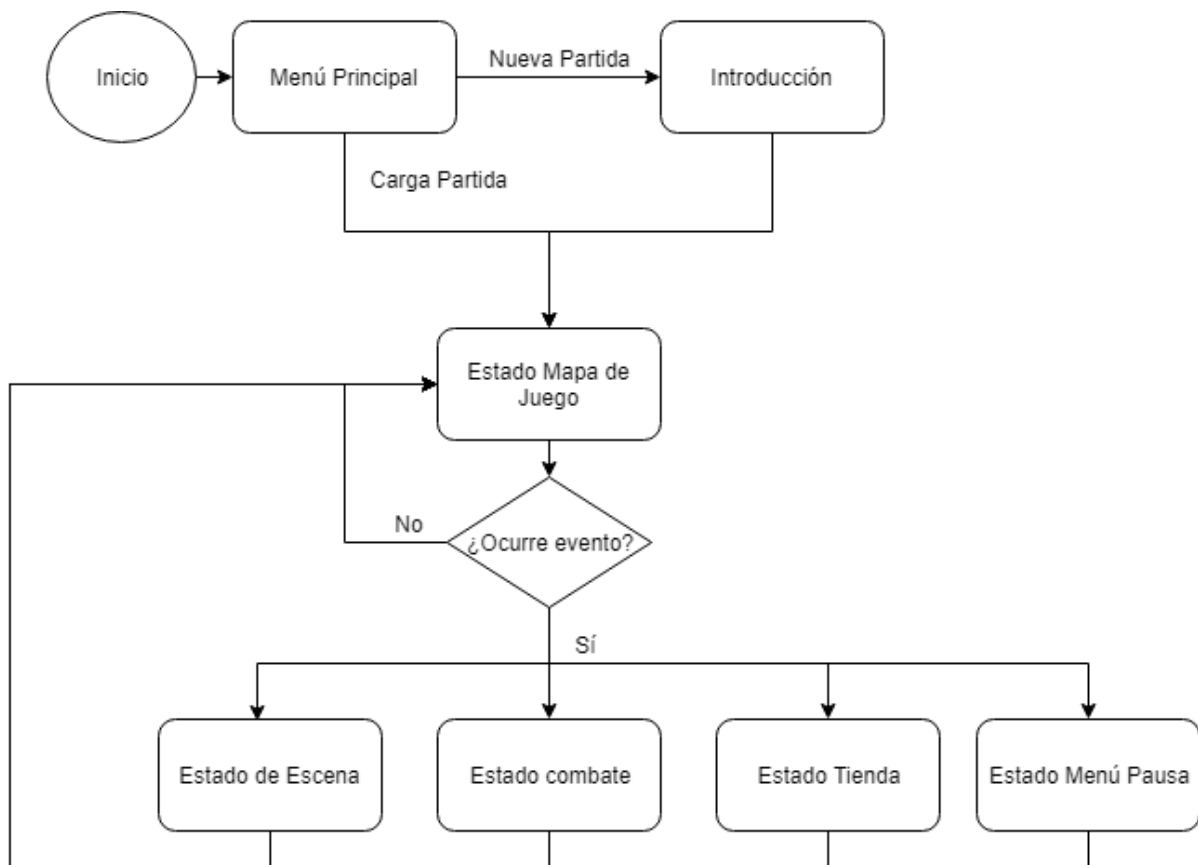 Inicio
Menú Principal
Nueva Partida
Introducción
Carga Partida
Estado Mapa de
Juego
¿Ocurre evento?
No
Sí
Estado de Escena
Estado combate
Estado Tienda
Estado Menú Pausa